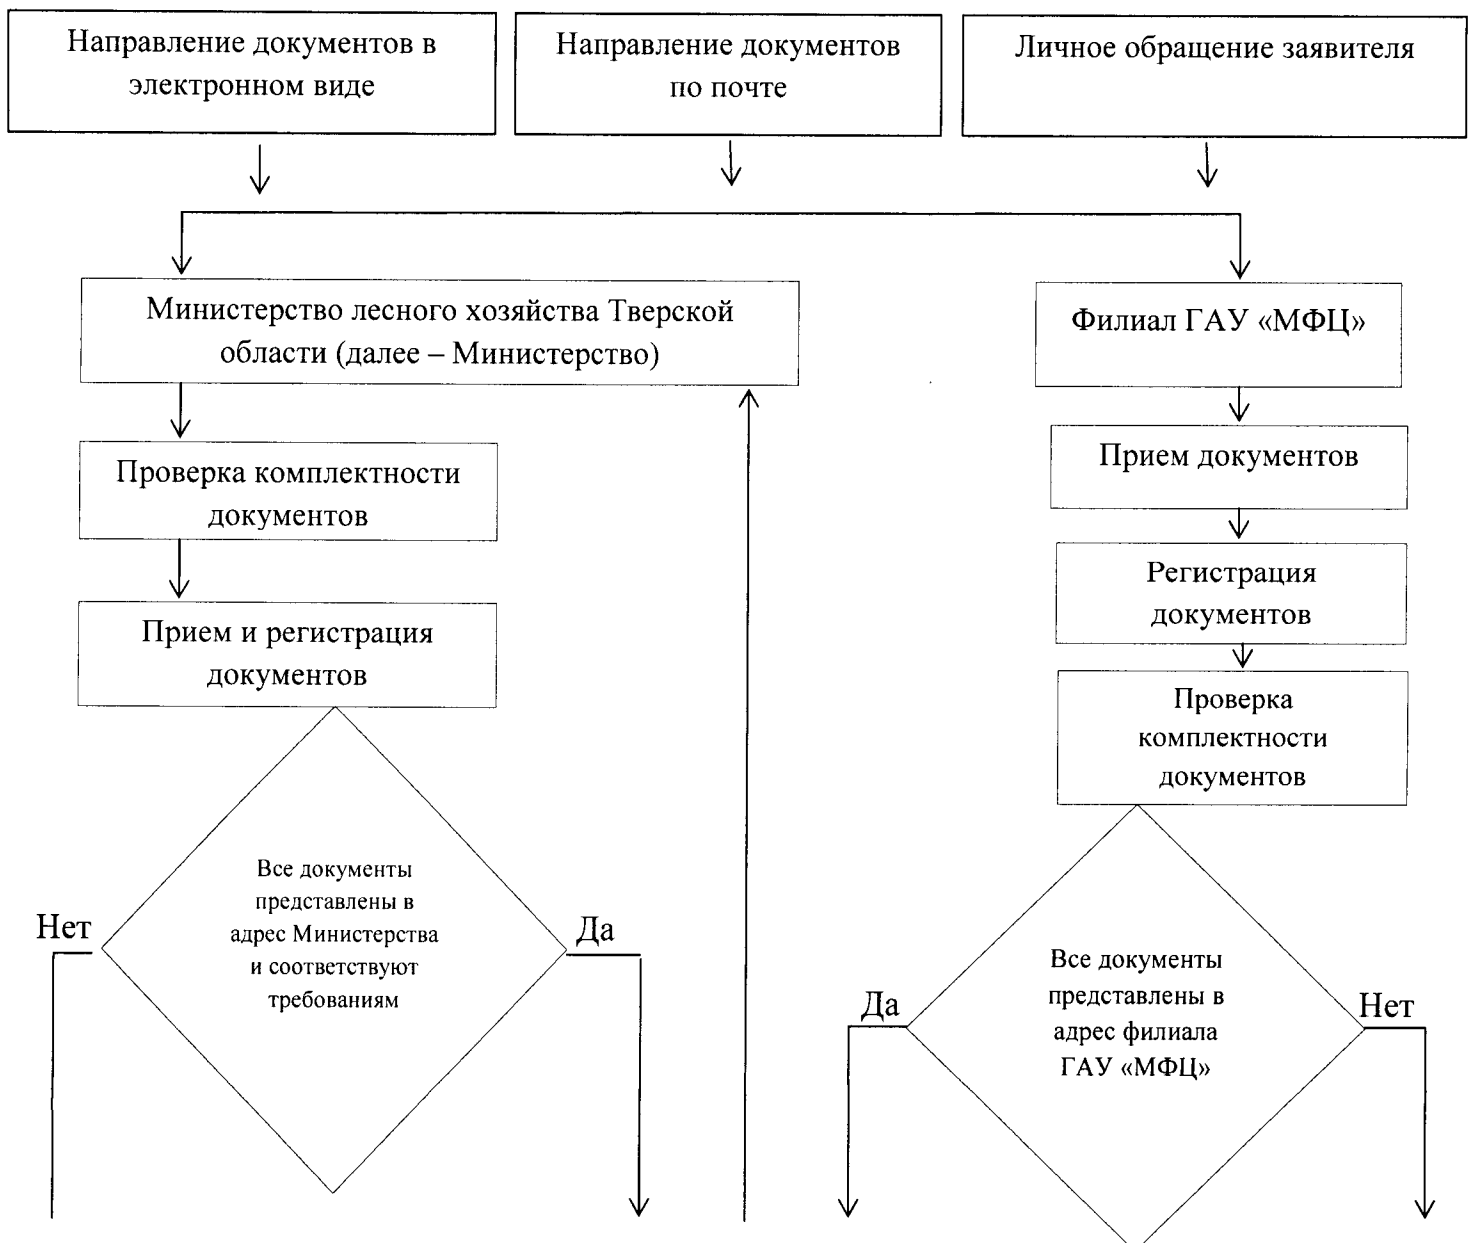 Направление документов в
электронном виде
Направление документов
по почте
Личное обращение заявителя
Министерство лесного хозяйства Тверской
области (далее – Министерство)
Филиал ГАУ «МФЦ»
Проверка комплектности
документов
Прием документов
Прием и регистрация
документов
Регистрация
документов
Проверка
комплектности
документов
Все документы
представлены в
адрес Министерства
и соответствуют
требованиям
Нет
Да
Все документы
представлены в
адрес филиала
ГАУ «МФЦ»
Да
Нет